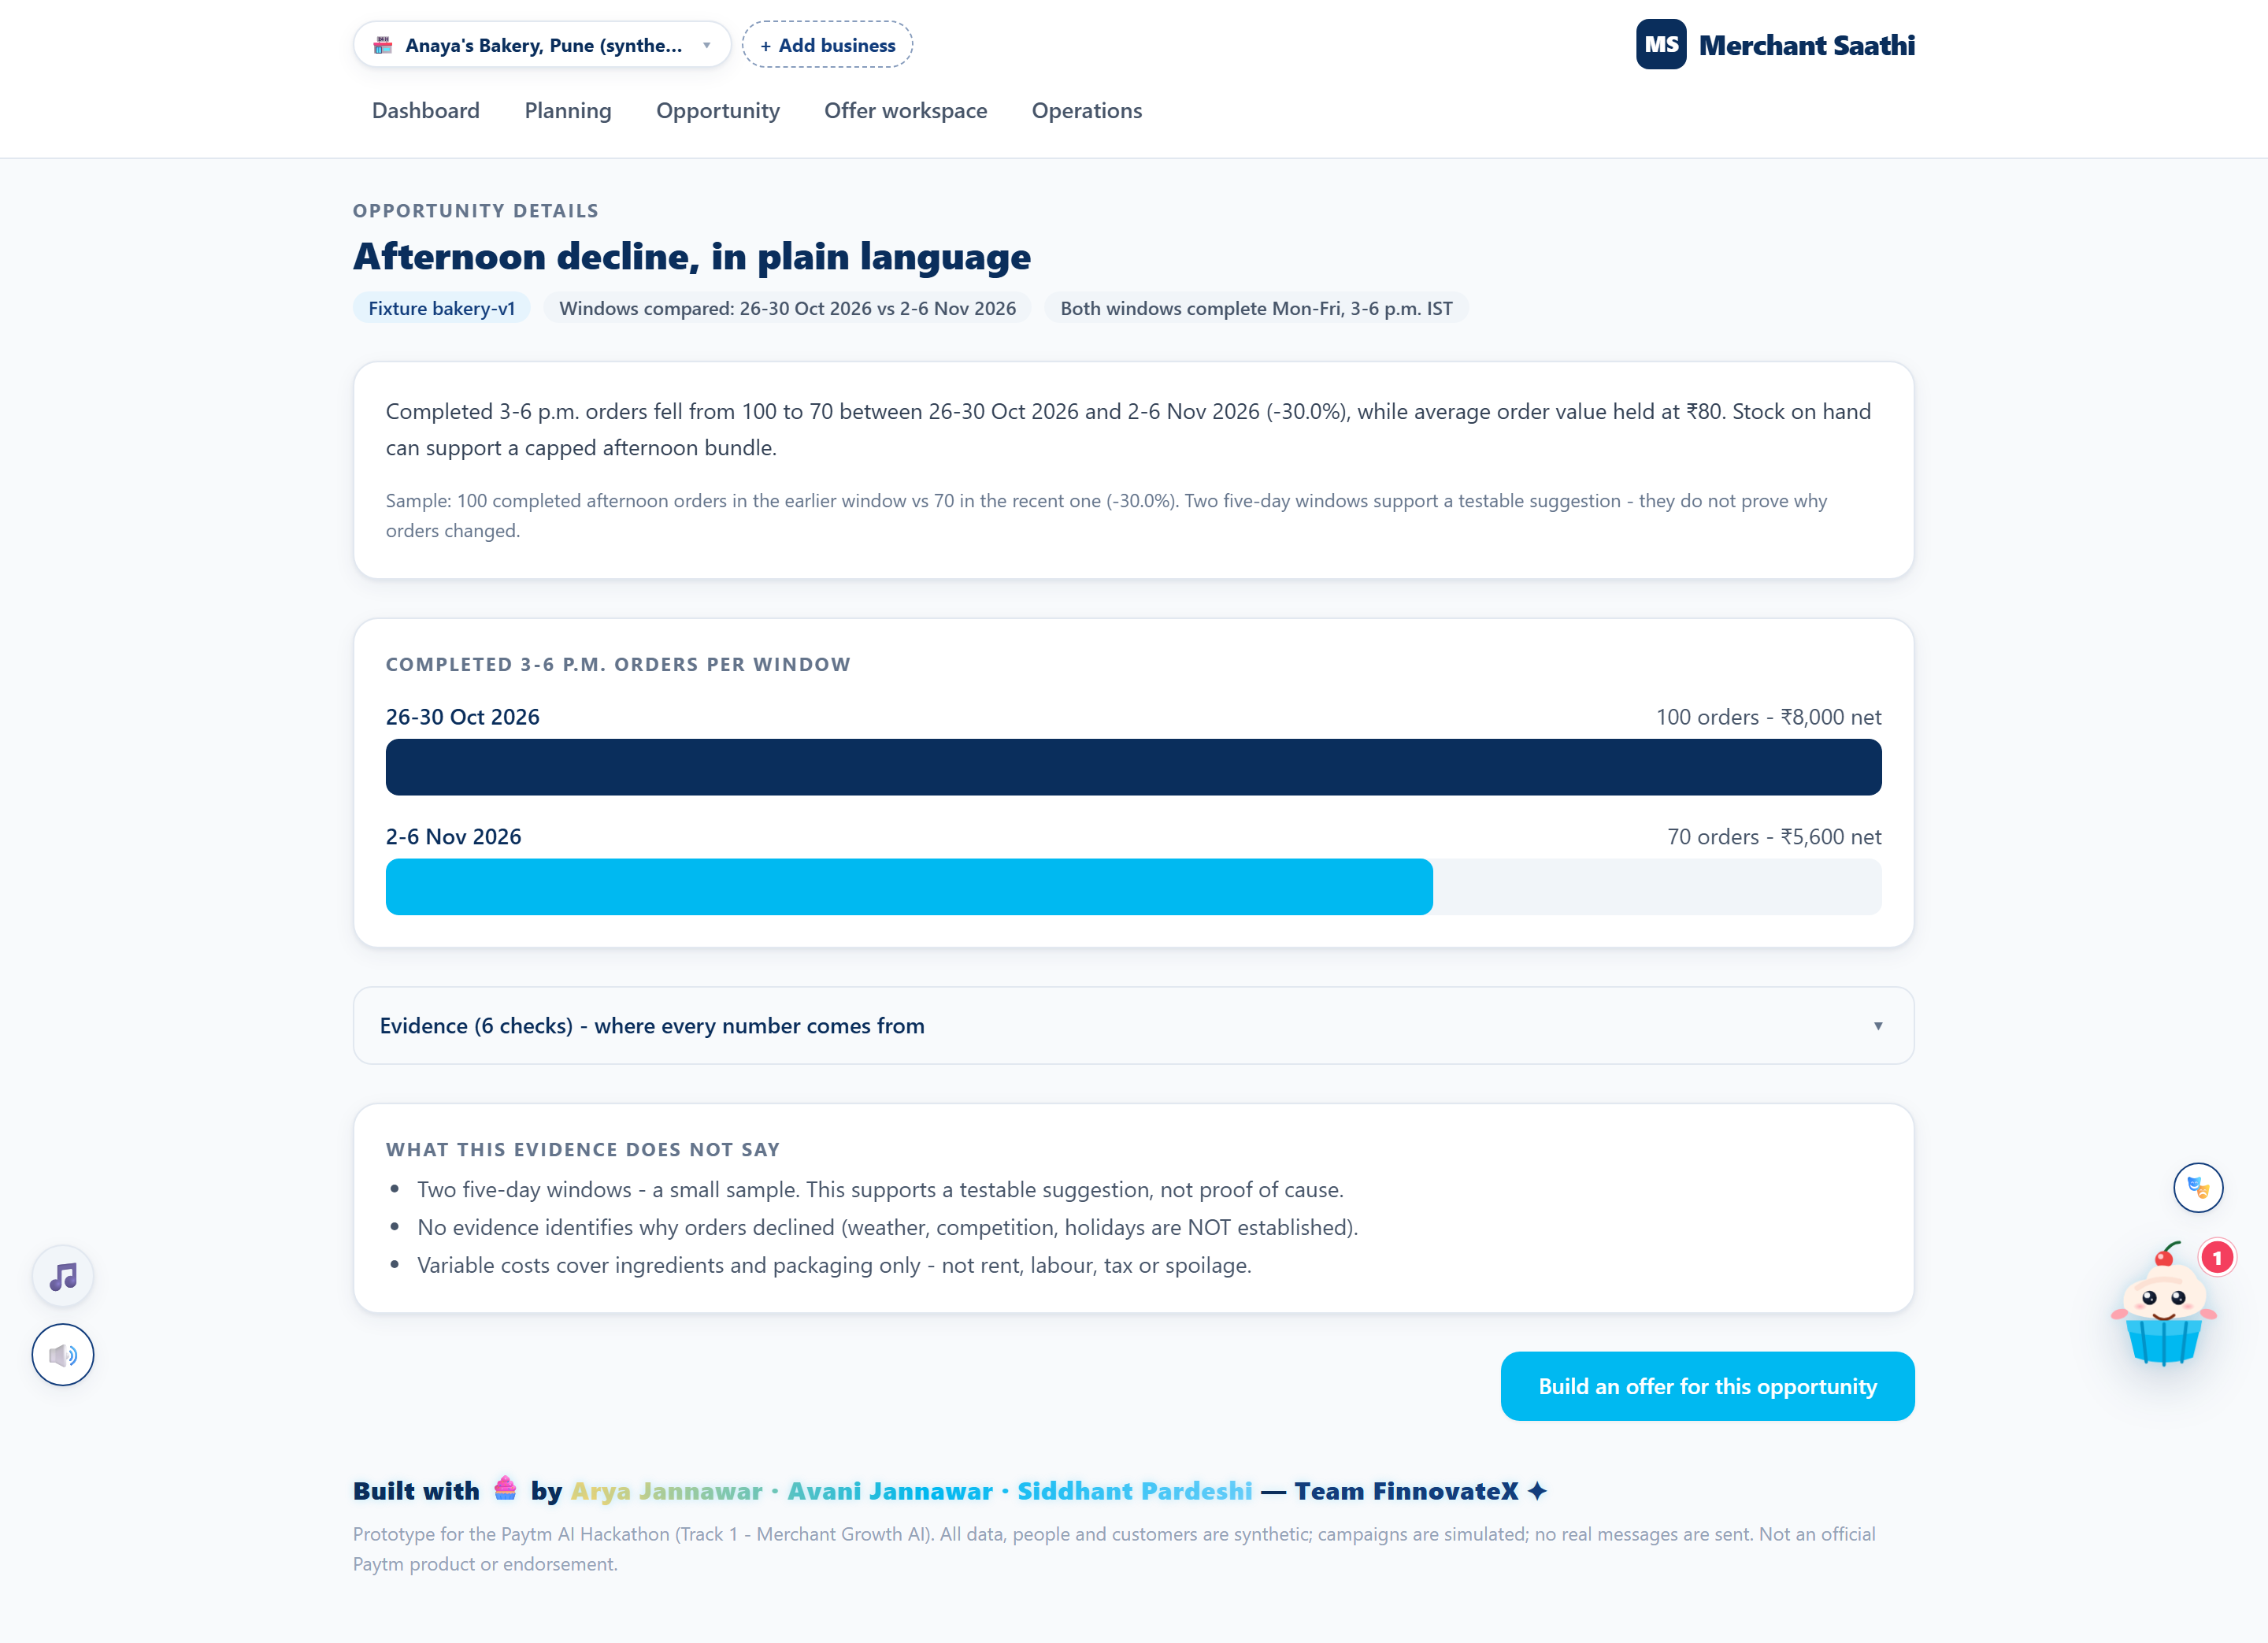 Anaya's Bakery, Pune (synthe...
+ Add business
MS Merchant Saathi
Dashboard Planning Opportunity Offer workspace Operations
OPPORTUNITY DETAILS
Afternoon decline, in plain language
Fixture bakery-v1 Windows compared: 26-30 Oct 2026 vs 2-6 Nov 2026 Both windows complete Mon-Fri, 3-6 p.m. IST
Completed 3-6 p.m. orders fell from 100 to 70 between 26-30 Oct 2026 and 2-6 Nov 2026 (-30.0%), while average order value held at ₹80. Stock on hand
can support a capped afternoon bundle.
Sample: 100 completed afternoon orders in the earlier window vs 70 in the recent one (-30.0%). Two five-day windows support a testable suggestion - they do not prove why
orders changed.
COMPLETED 3-6 P.M. ORDERS PER WINDOW
26-30 Oct 2026 100 orders - ₹8,000 net
2-6 Nov 2026 70 orders - ₹5,600 net
Evidence (6 checks) - where every number comes from
WHAT THIS EVIDENCE DOES NOT SAY
• Two five-day windows - a small sample. This supports a testable suggestion, not proof of cause.
• No evidence identifies why orders declined (weather, competition, holidays are NOT established).
• Variable costs cover ingredients and packaging only - not rent, labour, tax or spoilage.
1
Build an offer for this opportunity
Built with 🧁 by Arya Jannawar · Avani Jannawar · Siddhant Pardeshi — Team FinnovateX ✦
Prototype for the Paytm AI Hackathon (Track 1 - Merchant Growth AI). All data, people and customers are synthetic; campaigns are simulated; no real messages are sent. Not an official
Paytm product or endorsement.